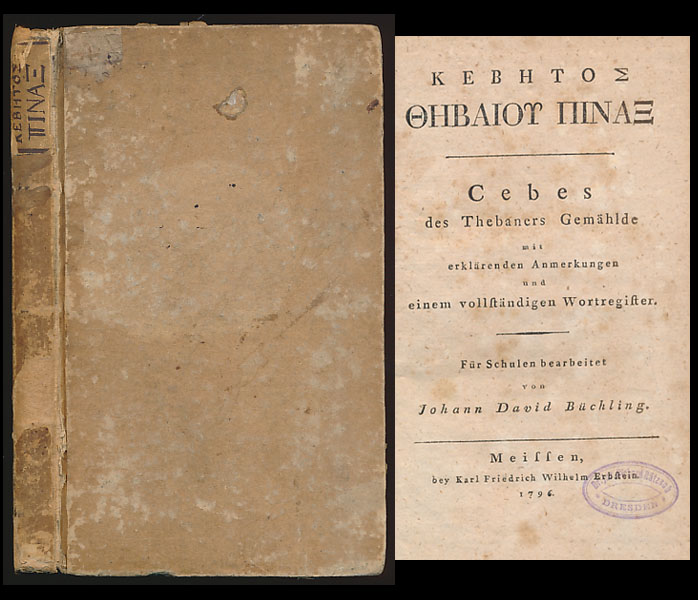 ΚΕΒΗΤΟΣ
ΠΙΝΑΞ
ΚΕΒΗΤΟΣ
ΘΗΒΑΙΟΥ ΠΙΝΑΞ
Cebes
des Thebaners Gemählde
mit
erklärenden Anmerkungen
und
einem vollſtändigen Wortregiſter.
Für Schulen bearbeitet
von
Johann David Büchling.
Meiſſen,
bey Karl Friedrich Wilhelm Erbſtein.
1796.
DRESDEN